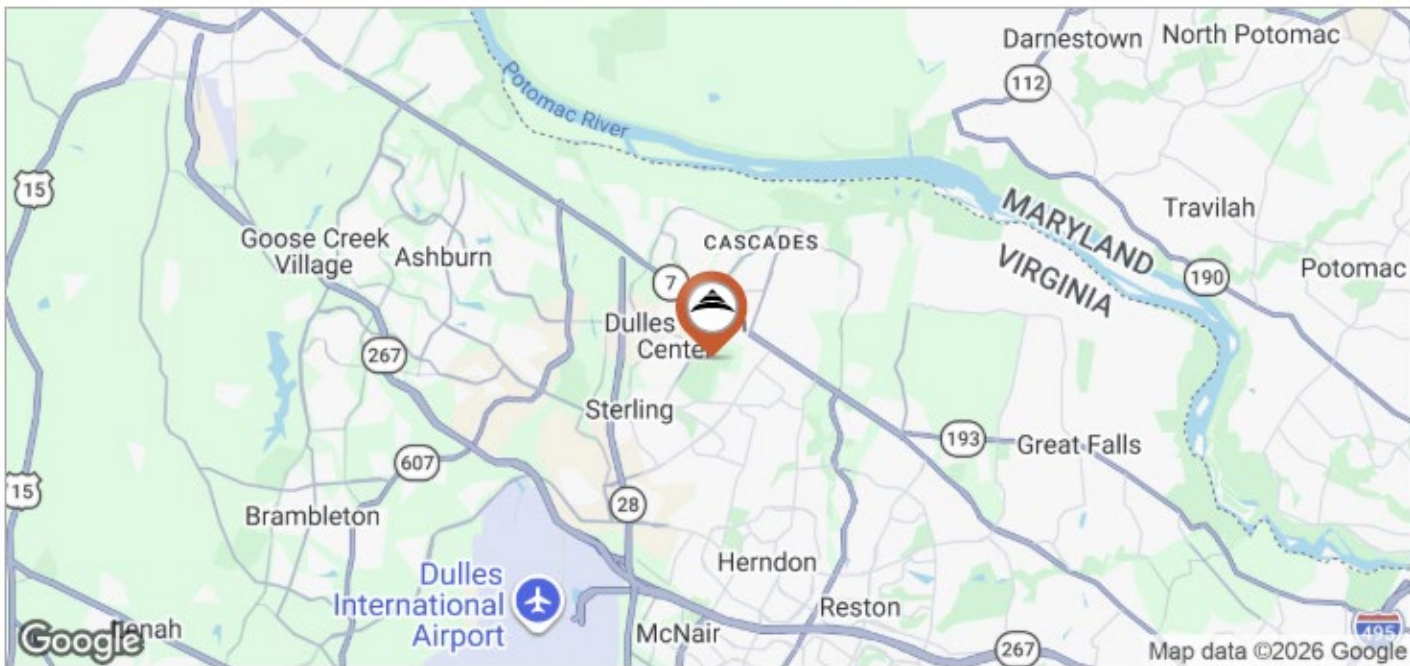 Darnestown
North Potomac
112
Potomac River
15
MARYLAND
Travilah
CASCADES
Goose Creek
Village
Ashburn
VIRGINIA
190
Potomac
7
Dulles
Center
267
Sterling
193
Great Falls
607
15
28
Brambleton
Herndon
Dulles
International
Airport
Reston
McNair
267
495
Google
Map data ©2026 Google